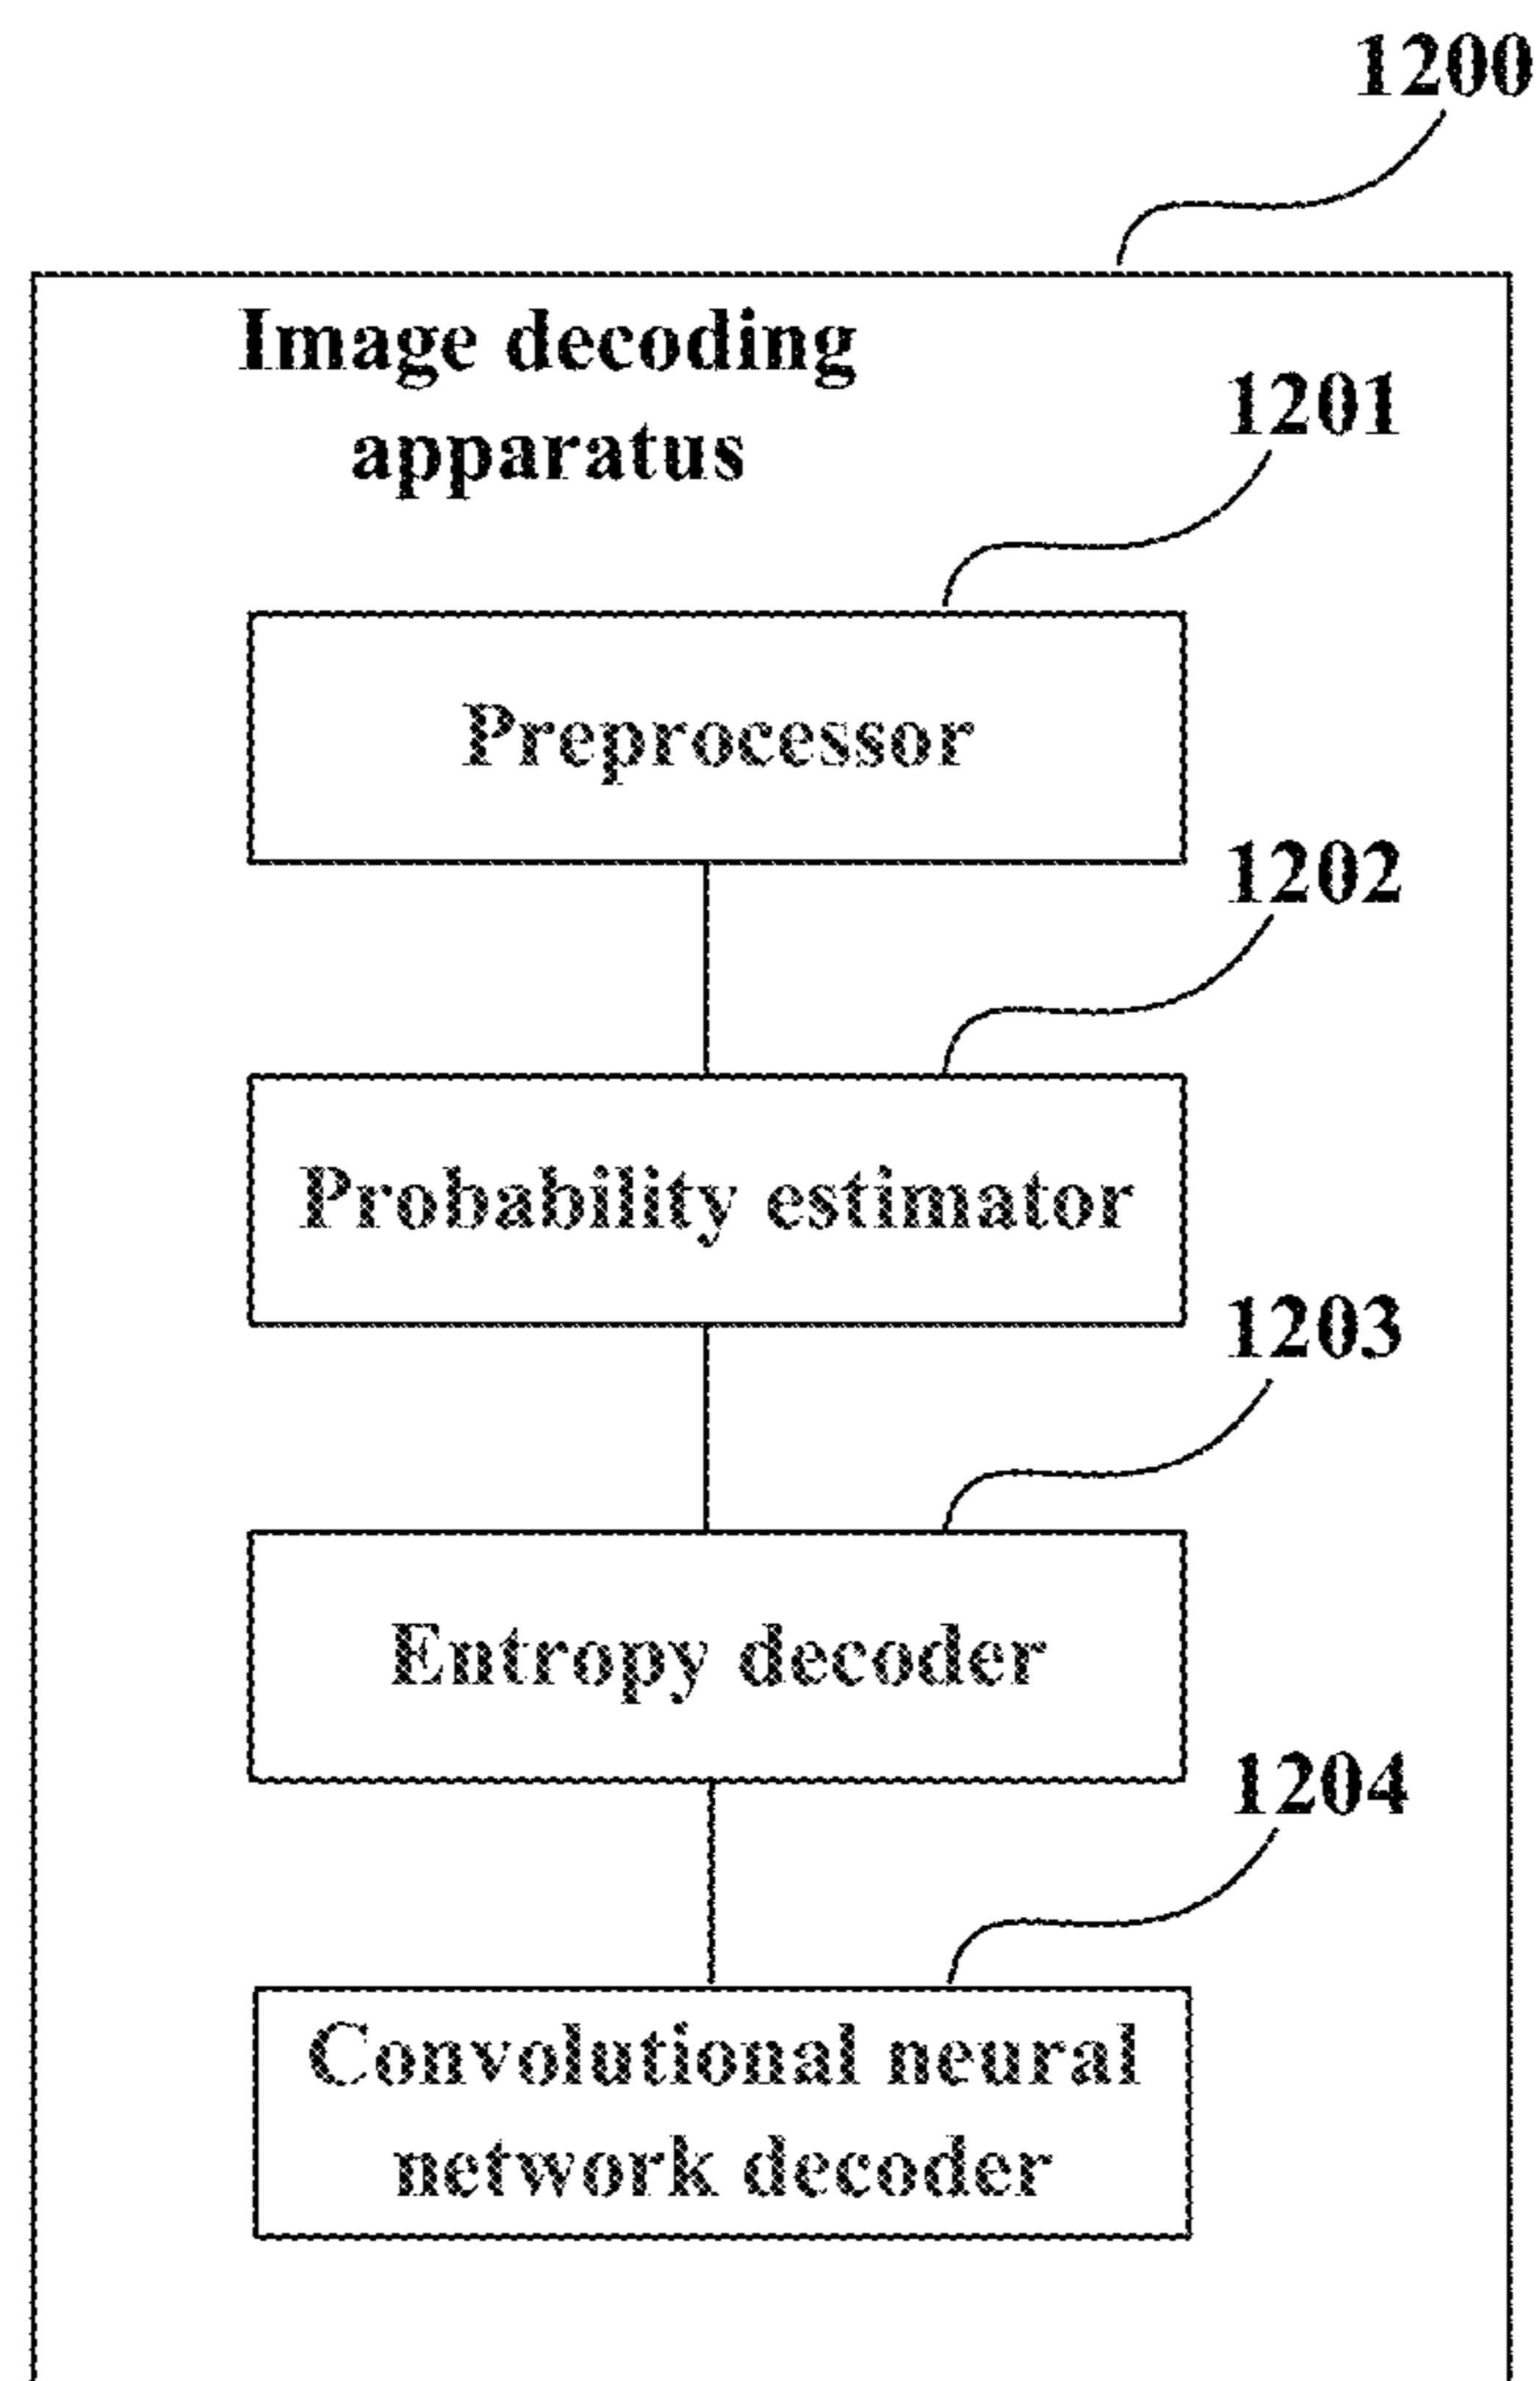 1200
Image decoding
apparatus
1201
Preprocessor
1202
Probability estimator
1203
Entropy decoder
1204
Convolutional neural
network decoder